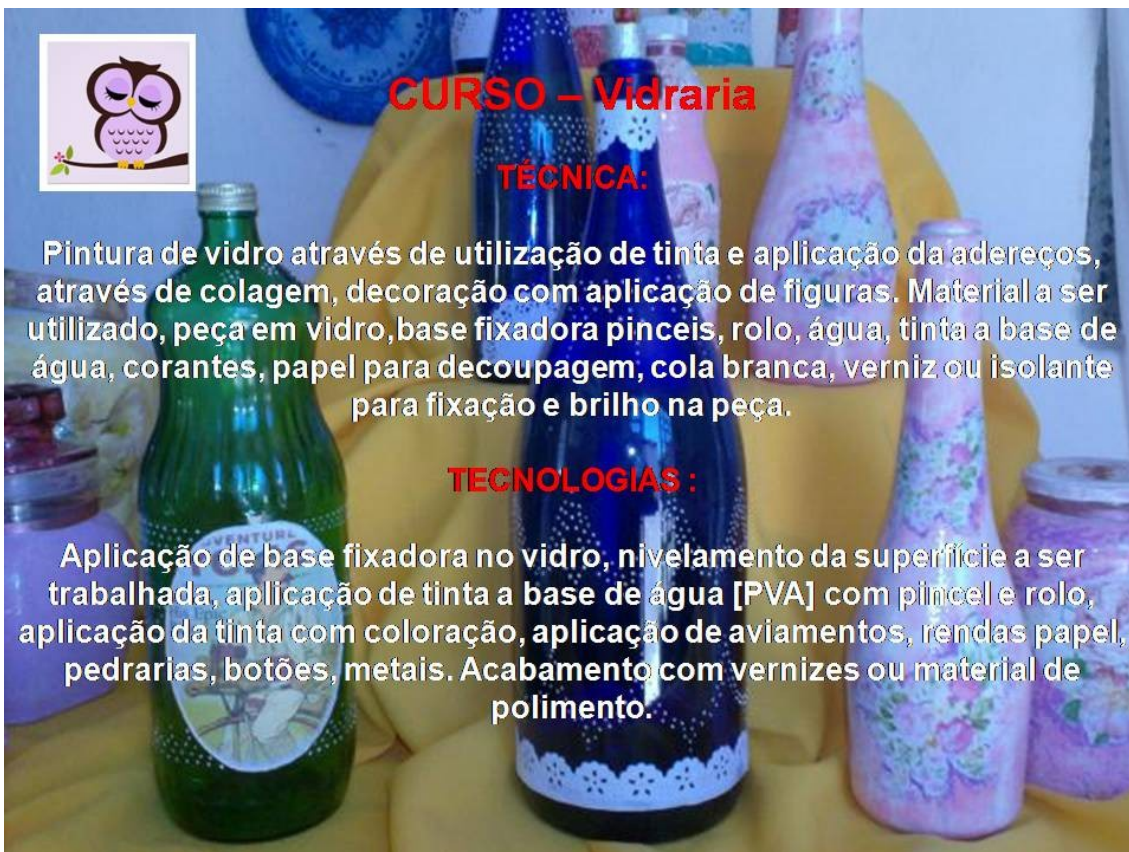 CURSO – Vidraria
TÉCNICA:
Pintura de vidro através de utilização de tinta e aplicação da adereços,
através de colagem, decoração com aplicação de figuras. Material a ser
utilizado, peça em vidro,base fixadora pinceis, rolo, água, tinta a base de
água, corantes, papel para decoupagem, cola branca, verniz ou isolante
para fixação e brilho na peça.
TECNOLOGIAS :
Aplicação de base fixadora no vidro, nivelamento da superfície a ser
trabalhada, aplicação de tinta a base de água [PVA] com pincel e rolo,
aplicação da tinta com coloração, aplicação de aviamentos, rendas papel,
pedrarias, botões, metais. Acabamento com vernizes ou material de
polimento.